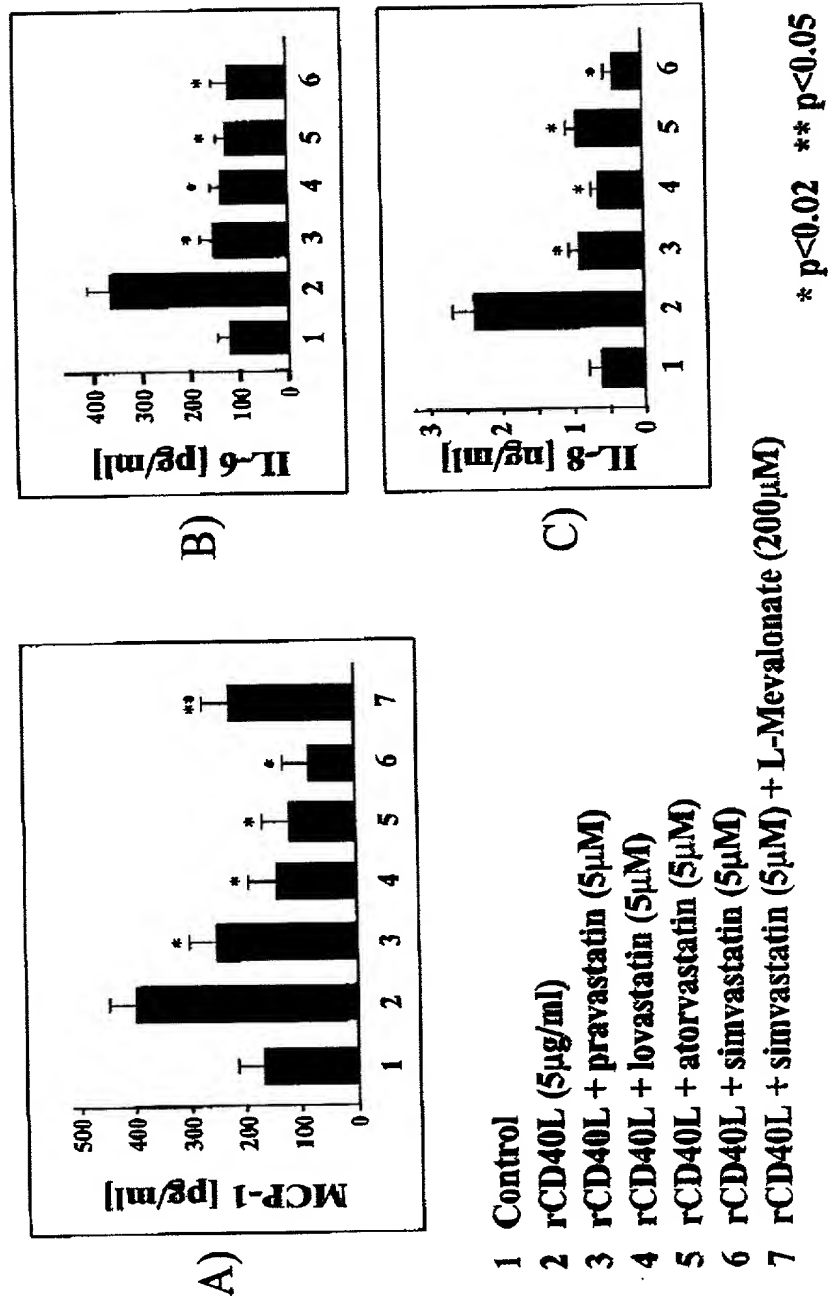 A)
MCP-1 [pg/ml]
500
400
300
200
100
0
* * * * **
1 2 3 4 5 6 7
B)
IL-6 [pg/ml]
400
300
200
100
0
* * * *
1 2 3 4 5 6
C)
IL-8 [ng/ml]
3
2
1
0
* * * *
1 2 3 4 5 6
1 Control
2 rCD40L (5µg/ml)
3 rCD40L + pravastatin (5µM)
4 rCD40L + lovastatin (5µM)
5 rCD40L + atorvastatin (5µM)
6 rCD40L + simvastatin (5µM)
7 rCD40L + simvastatin (5µM) + L-Mevalonate (200µM)
* p<0.02 ** p<0.05